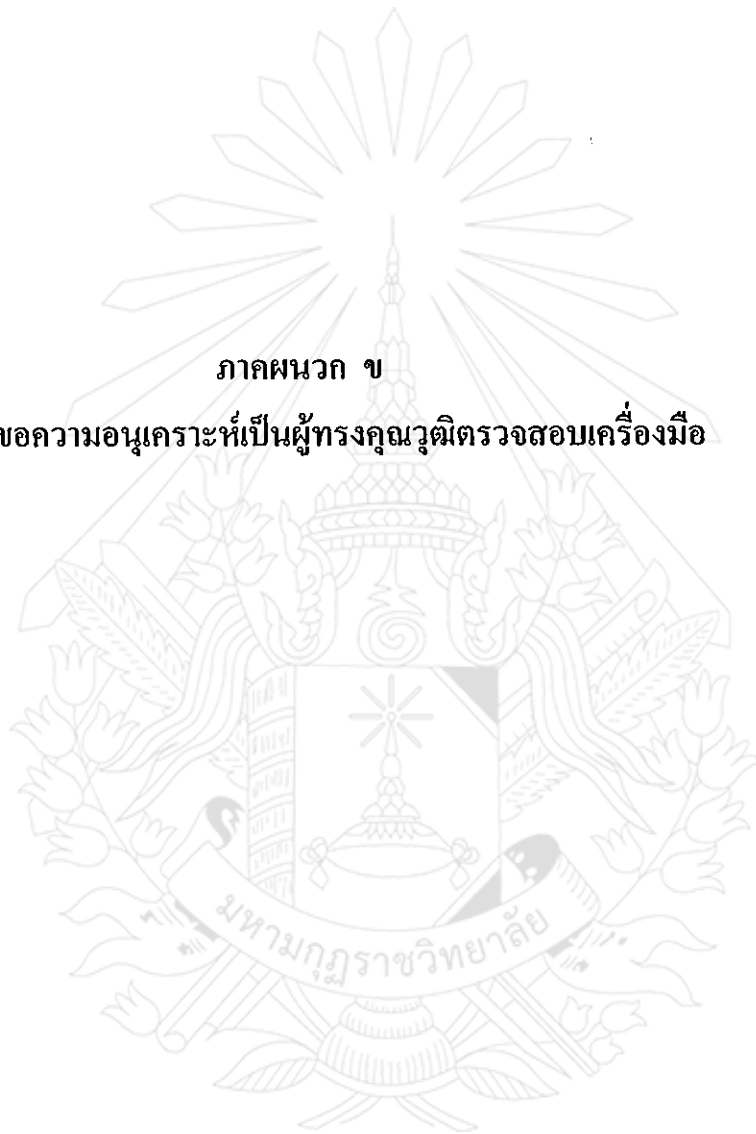 ภาคผนวก ข
ขอความอนุเคราะห์เป็นผู้ทรงคุณวุฒิตรวจสอบเครื่องมือ
มหามกุฏราชวิทยาลัย